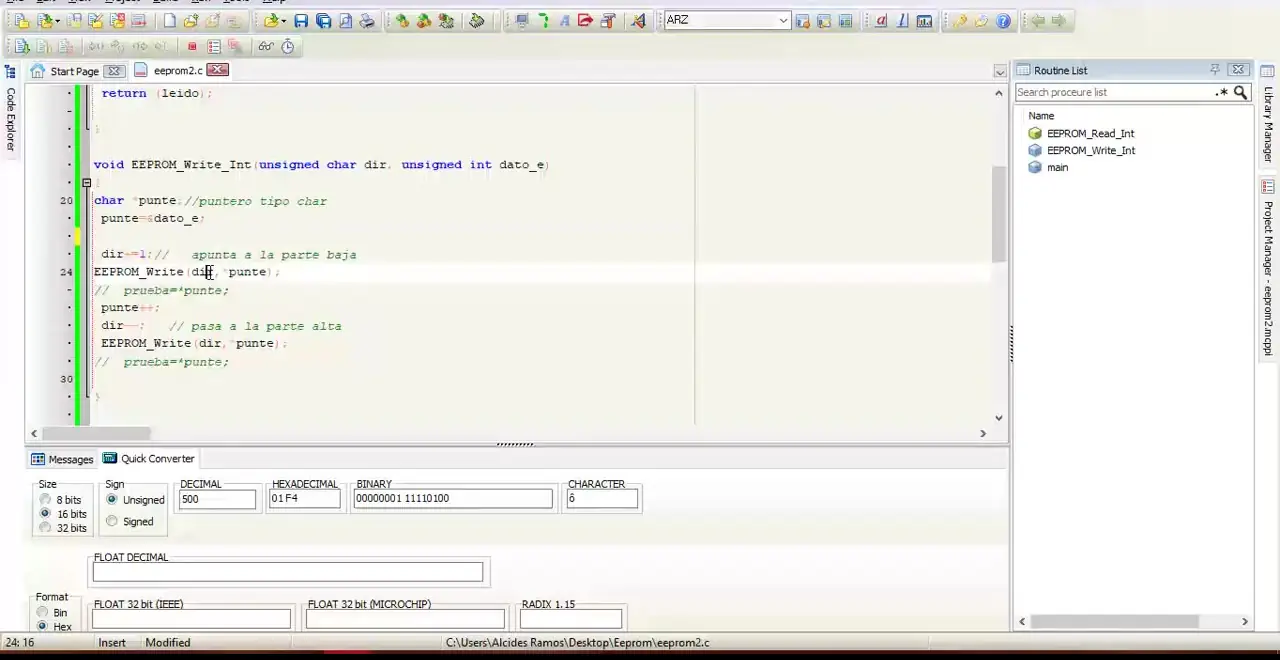 ARZ
Start Page
eeprom2.c
Code Explorer
return (leido);
}
void EEPROM_Write_Int(unsigned char dir, unsigned int dato_e)
{
20 char *punte;//puntero tipo char
punte=&dato_e;
dir+=1;// apunta a la parte baja
24 EEPROM_Write(dir,*punte);
// prueba=*punte;
punte++;
dir--; // pasa a la parte alta
EEPROM_Write(dir,*punte);
// prueba=*punte;
30
}
Routine List
Search proceure list
.*
Name
EEPROM_Read_Int
EEPROM_Write_Int
main
Library Manager
Project Manager - eeprom2.mcppi
Messages
Quick Converter
Size
8 bits
16 bits
32 bits
Sign
Unsigned
Signed
DECIMAL
500
HEXADECIMAL
01F4
BINARY
00000001 11110100
CHARACTER
ô
FLOAT DECIMAL
Format
Bin
Hex
FLOAT 32 bit (IEEE)
FLOAT 32 bit (MICROCHIP)
RADIX 1.15
24: 16
Insert
Modified
C:\Users\Alcides Ramos\Desktop\Eeprom\eeprom2.c